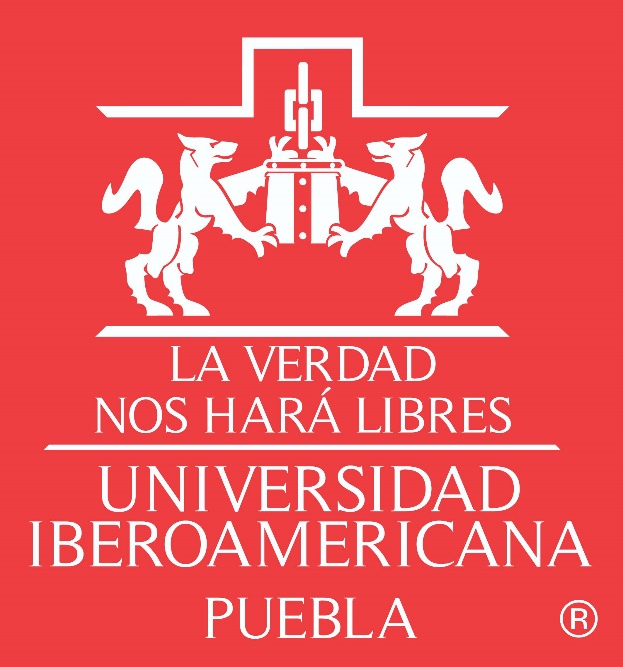 LA VERDAD
NOS HARÁ LIBRES
UNIVERSIDAD
IBEROAMERICANA
PUEBLA ®